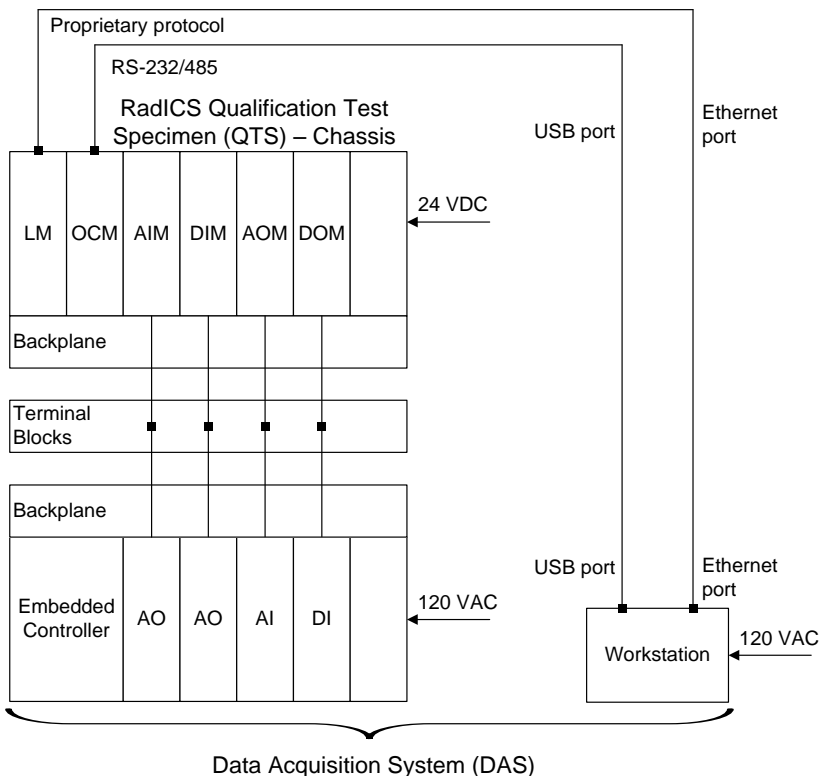 Proprietary protocol
RS-232/485
RadICS Qualification Test
Specimen (QTS) – Chassis
USB port
Ethernet
port
LM OCM AIM DIM AOM DOM
24 VDC
Backplane
Terminal
Blocks
Backplane
Embedded
Controller
AO AO AI DI
120 VAC
USB port
Ethernet
port
Workstation
120 VAC
Data Acquisition System (DAS)